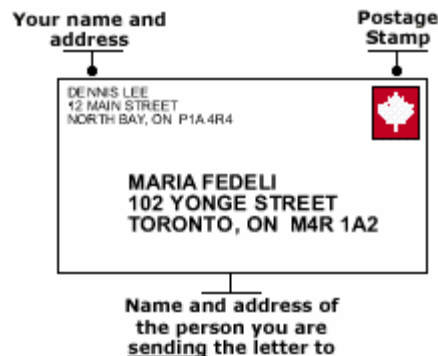 Your name and
address
Postage
Stamp
DENNIS LEE
12 MAIN STREET
NORTH BAY, ON P1A 4R4
MARIA FEDELI
102 YONGE STREET
TORONTO, ON M4R 1A2
Name and address of
the person you are
sending the letter to